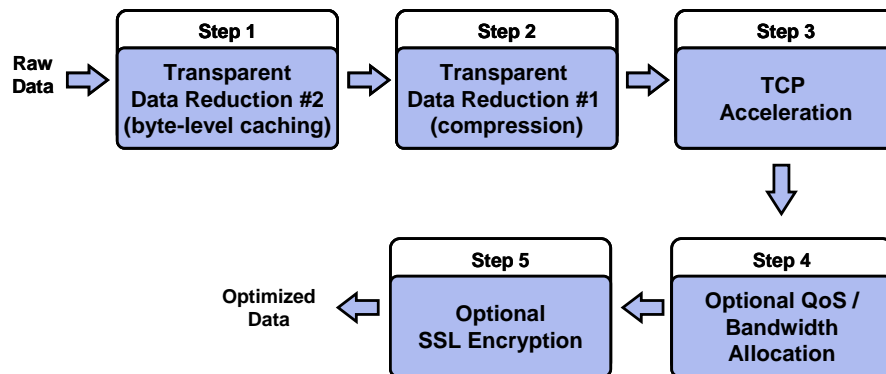 Step 1
Raw
Data
Transparent
Data Reduction #2
(byte-level caching)
Step 2
Transparent
Data Reduction #1
(compression)
Step 3
TCP
Acceleration
Step 4
Optional QoS /
Bandwidth
Allocation
Step 5
Optional
SSL Encryption
Optimized
Data